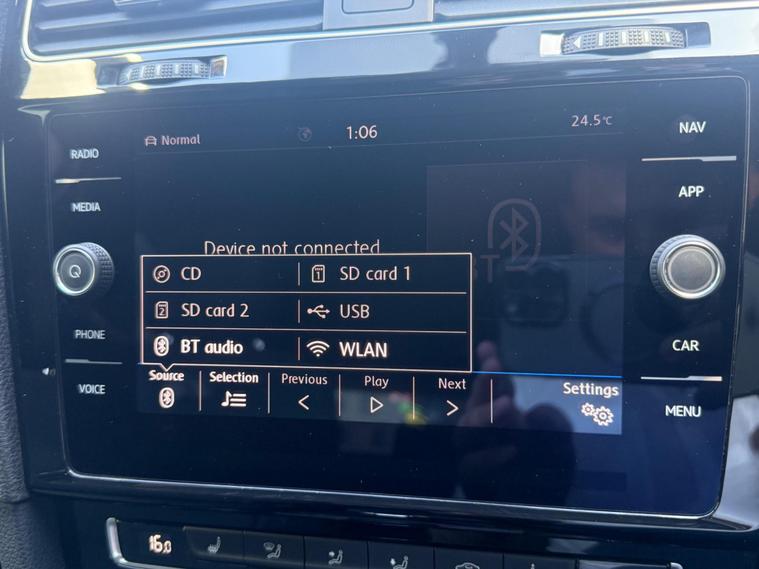 Normal
1:06
24.5°C
RADIO
MEDIA
PHONE
VOICE
NAV
APP
CAR
MENU
Device not connected
CD
SD card 1
SD card 2
USB
BT audio
WLAN
Source
Selection
Previous
Play
Next
Settings
16.0